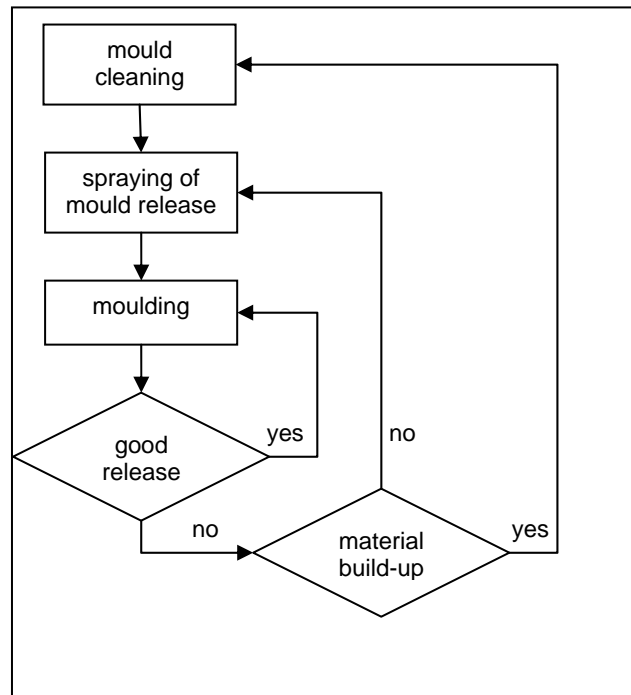 mould
cleaning
spraying of
mould release
moulding
good
release
yes
no
material
build-up
no
yes